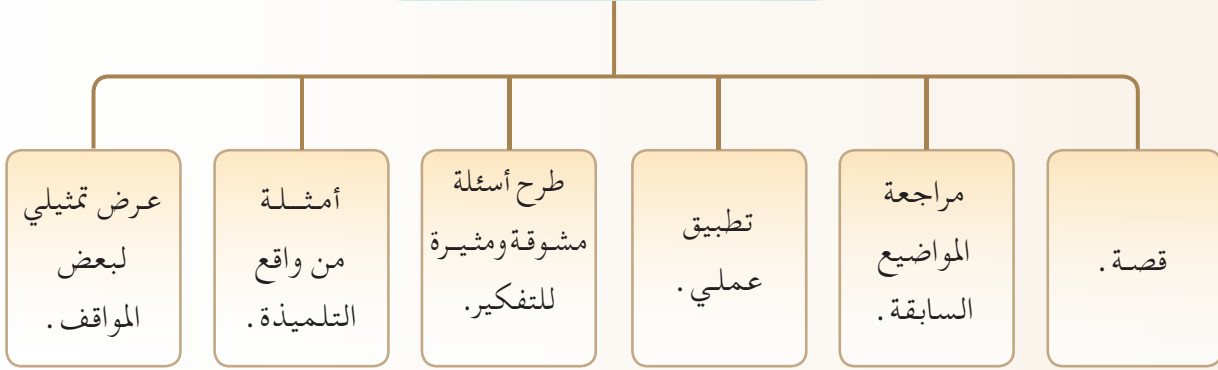 قصة.
مراجعة
المواضيع
السابقة.
تطبيق
عملي.
طرح أسئلة
مشوقة ومثيرة
للتفكير.
أمثلة
من واقع
التلميذة.
عرض تمثيلي
لبعض
المواقف.